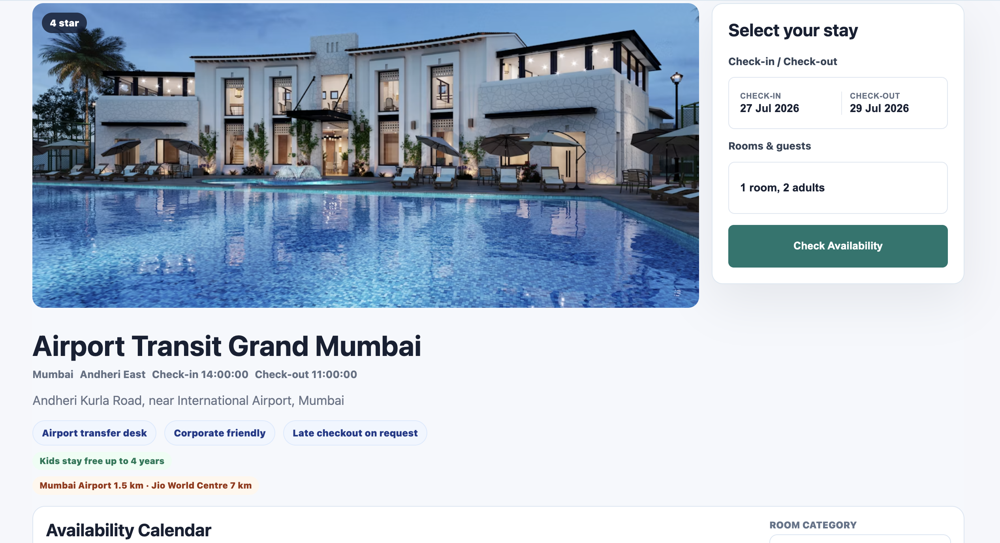 4 star
Select your stay
Check-in / Check-out
CHECK-IN
27 Jul 2026
CHECK-OUT
29 Jul 2026
Rooms & guests
1 room, 2 adults
Check Availability
Airport Transit Grand Mumbai
Mumbai Andheri East Check-in 14:00:00 Check-out 11:00:00
Andheri Kurla Road, near International Airport, Mumbai
Airport transfer desk
Corporate friendly
Late checkout on request
Kids stay free up to 4 years
Mumbai Airport 1.5 km · Jio World Centre 7 km
Availability Calendar
ROOM CATEGORY